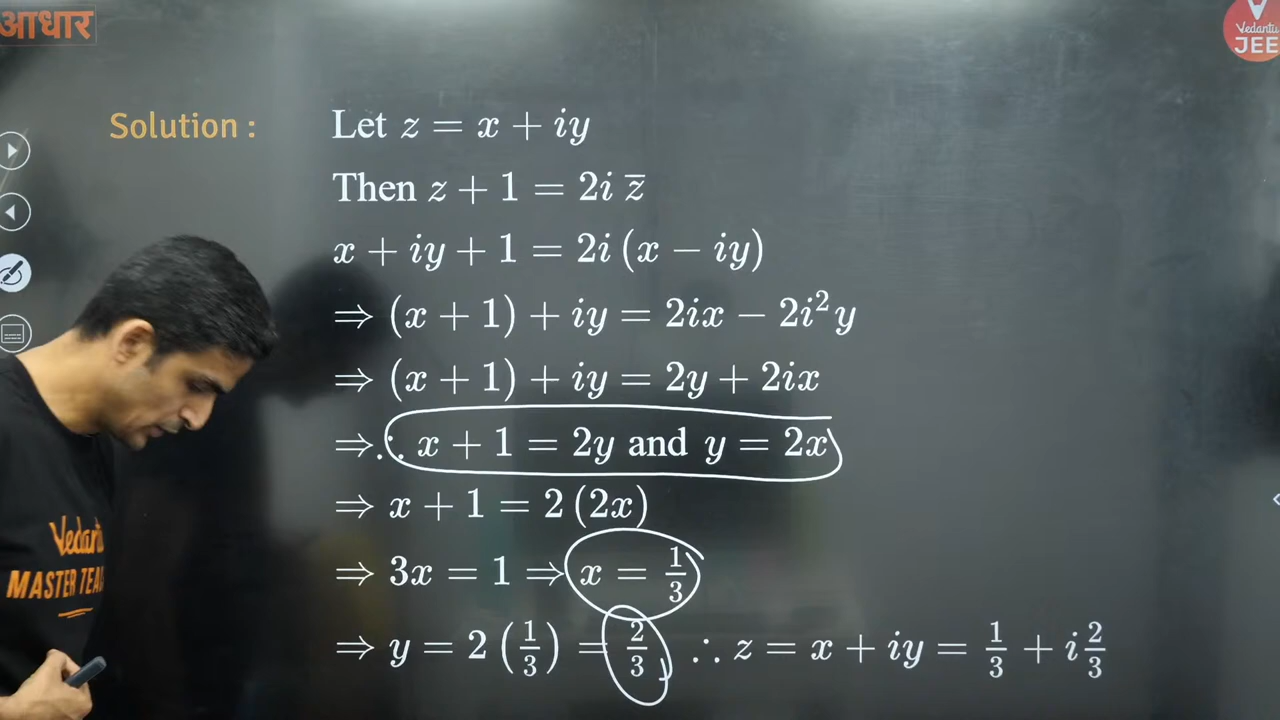 आधार
Vedantu
JEE
Solution :
Let z = x + iy
Then z + 1 = 2i z̅
x + iy + 1 = 2i (x − iy)
⇒ (x + 1) + iy = 2ix − 2i²y
⇒ (x + 1) + iy = 2y + 2ix
⇒ ∴ x + 1 = 2y and y = 2x
⇒ x + 1 = 2 (2x)
⇒ 3x = 1 ⇒ x = 1/3
⇒ y = 2 (1/3) = 2/3 ∴ z = x + iy = 1/3 + i 2/3
MASTER